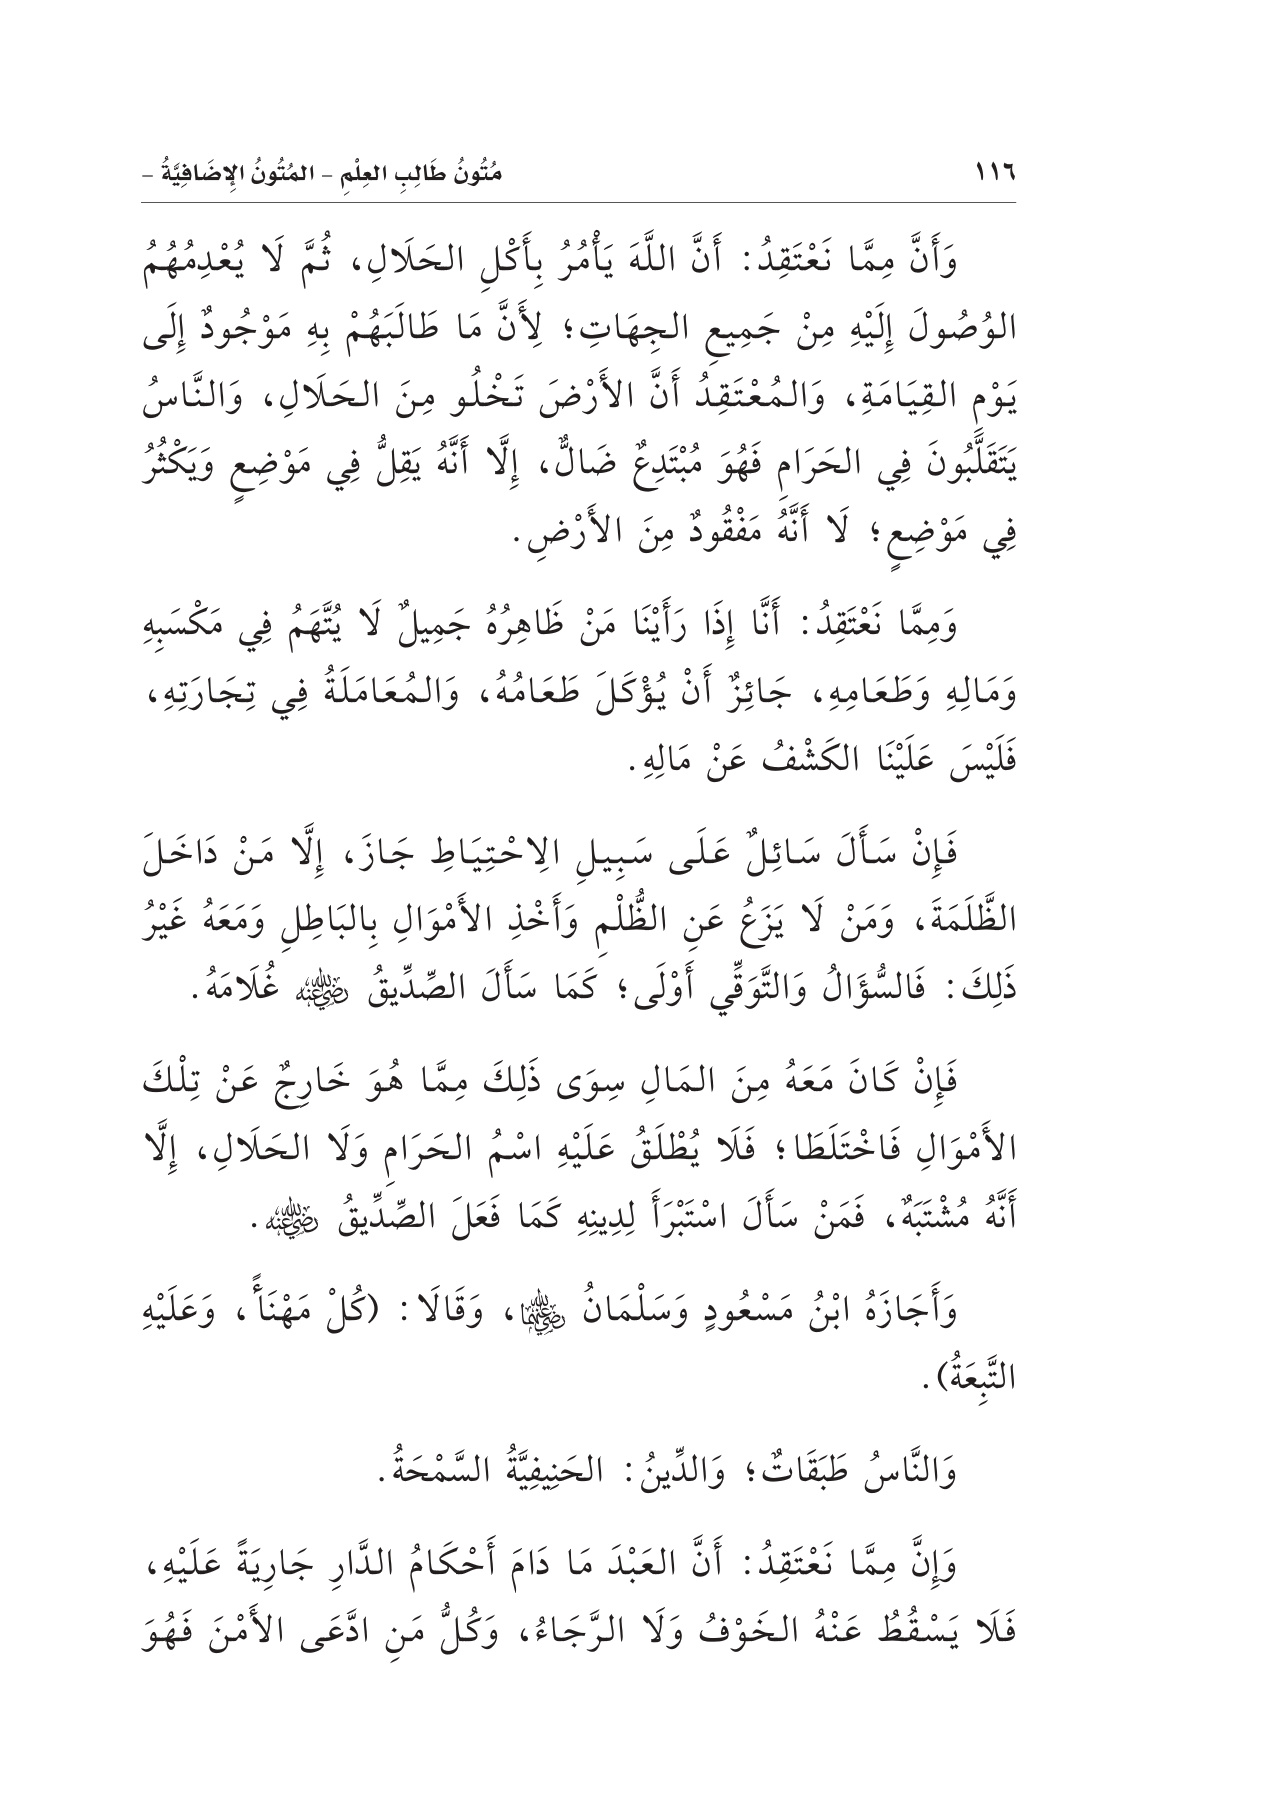 ١١٦ مُتُونُ طَالِبِ العِلْمِ - المُتُونُ الإِضَافِيَّةُ -
وَأَنَّ مِمَّا نَعْتَقِدُ: أَنَّ اللَّهَ يَأْمُرُ بِأَكْلِ الحَلَالِ، ثُمَّ لَا يُعْدِمُهُمُ
الوُصُولَ إِلَيْهِ مِنْ جَمِيعِ الجِهَاتِ؛ لِأَنَّ مَا طَالَبَهُمْ بِهِ مَوْجُودٌ إِلَى
يَوْمِ القِيَامَةِ، وَالمُعْتَقِدُ أَنَّ الأَرْضَ تَخْلُو مِنَ الحَلَالِ، وَالنَّاسُ
يَتَقَلَّبُونَ فِي الحَرَامِ فَهُوَ مُبْتَدِعٌ ضَالٌّ، إِلَّا أَنَّهُ يَقِلُّ فِي مَوْضِعٍ وَيَكْثُرُ
فِي مَوْضِعٍ؛ لَا أَنَّهُ مَفْقُودٌ مِنَ الأَرْضِ.
وَمِمَّا نَعْتَقِدُ: أَنَّا إِذَا رَأَيْنَا مَنْ ظَاهِرُهُ جَمِيلٌ لَا يُتَّهَمُ فِي مَكْسَبِهِ
وَمَالِهِ وَطَعَامِهِ، جَائِزٌ أَنْ يُؤْكَلَ طَعَامُهُ، وَالمُعَامَلَةُ فِي تِجَارَتِهِ،
فَلَيْسَ عَلَيْنَا الكَشْفُ عَنْ مَالِهِ.
فَإِنْ سَأَلَ سَائِلٌ عَلَى سَبِيلِ الِاحْتِيَاطِ جَازَ، إِلَّا مَنْ دَاخَلَ
الظَّلَمَةَ، وَمَنْ لَا يَزَعُ عَنِ الظُّلْمِ وَأَخْذِ الأَمْوَالِ بِالبَاطِلِ وَمَعَهُ غَيْرُ
ذَلِكَ: فَالسُّؤَالُ وَالتَّوَقِّي أَوْلَى؛ كَمَا سَأَلَ الصِّدِّيقُ رضي الله عنه غُلَامَهُ.
فَإِنْ كَانَ مَعَهُ مِنَ المَالِ سِوَى ذَلِكَ مِمَّا هُوَ خَارِجٌ عَنْ تِلْكَ
الأَمْوَالِ فَاخْتَلَطَا؛ فَلَا يُطْلَقُ عَلَيْهِ اسْمُ الحَرَامِ وَلَا الحَلَالِ، إِلَّا
أَنَّهُ مُشْتَبَهٌ، فَمَنْ سَأَلَ اسْتَبْرَأَ لِدِينِهِ كَمَا فَعَلَ الصِّدِّيقُ رضي الله عنه.
وَأَجَازَهُ ابْنُ مَسْعُودٍ وَسَلْمَانُ رضي الله عنهما، وَقَالَا: (كُلْ مَهْنَأً، وَعَلَيْهِ
التَّبِعَةُ).
وَالنَّاسُ طَبَقَاتٌ؛ وَالدِّينُ: الحَنِيفِيَّةُ السَّمْحَةُ.
وَإِنَّ مِمَّا نَعْتَقِدُ: أَنَّ العَبْدَ مَا دَامَ أَحْكَامُ الدَّارِ جَارِيَةً عَلَيْهِ،
فَلَا يَسْقُطُ عَنْهُ الخَوْفُ وَلَا الرَّجَاءُ، وَكُلُّ مَنِ ادَّعَى الأَمْنَ فَهُوَ